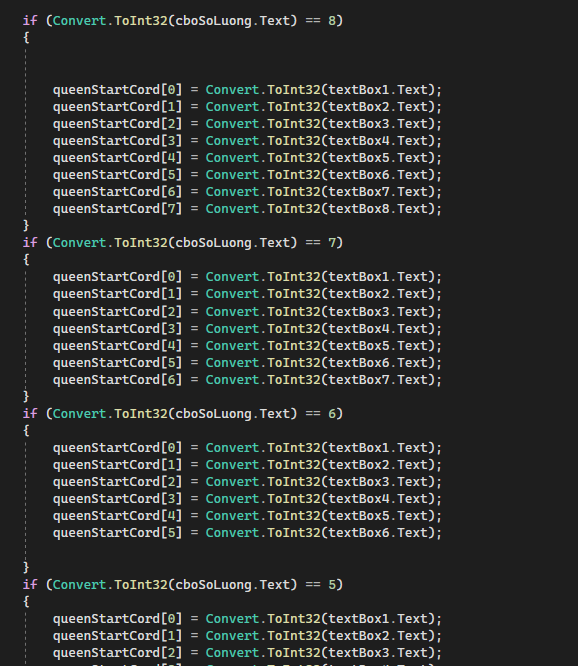 if (Convert.ToInt32(cboSoLuong.Text) == 8)
{
queenStartCord[0] = Convert.ToInt32(textBox1.Text);
queenStartCord[1] = Convert.ToInt32(textBox2.Text);
queenStartCord[2] = Convert.ToInt32(textBox3.Text);
queenStartCord[3] = Convert.ToInt32(textBox4.Text);
queenStartCord[4] = Convert.ToInt32(textBox5.Text);
queenStartCord[5] = Convert.ToInt32(textBox6.Text);
queenStartCord[6] = Convert.ToInt32(textBox7.Text);
queenStartCord[7] = Convert.ToInt32(textBox8.Text);
}
if (Convert.ToInt32(cboSoLuong.Text) == 7)
{
queenStartCord[0] = Convert.ToInt32(textBox1.Text);
queenStartCord[1] = Convert.ToInt32(textBox2.Text);
queenStartCord[2] = Convert.ToInt32(textBox3.Text);
queenStartCord[3] = Convert.ToInt32(textBox4.Text);
queenStartCord[4] = Convert.ToInt32(textBox5.Text);
queenStartCord[5] = Convert.ToInt32(textBox6.Text);
queenStartCord[6] = Convert.ToInt32(textBox7.Text);
}
if (Convert.ToInt32(cboSoLuong.Text) == 6)
{
queenStartCord[0] = Convert.ToInt32(textBox1.Text);
queenStartCord[1] = Convert.ToInt32(textBox2.Text);
queenStartCord[2] = Convert.ToInt32(textBox3.Text);
queenStartCord[3] = Convert.ToInt32(textBox4.Text);
queenStartCord[4] = Convert.ToInt32(textBox5.Text);
queenStartCord[5] = Convert.ToInt32(textBox6.Text);
}
if (Convert.ToInt32(cboSoLuong.Text) == 5)
{
queenStartCord[0] = Convert.ToInt32(textBox1.Text);
queenStartCord[1] = Convert.ToInt32(textBox2.Text);
queenStartCord[2] = Convert.ToInt32(textBox3.Text);